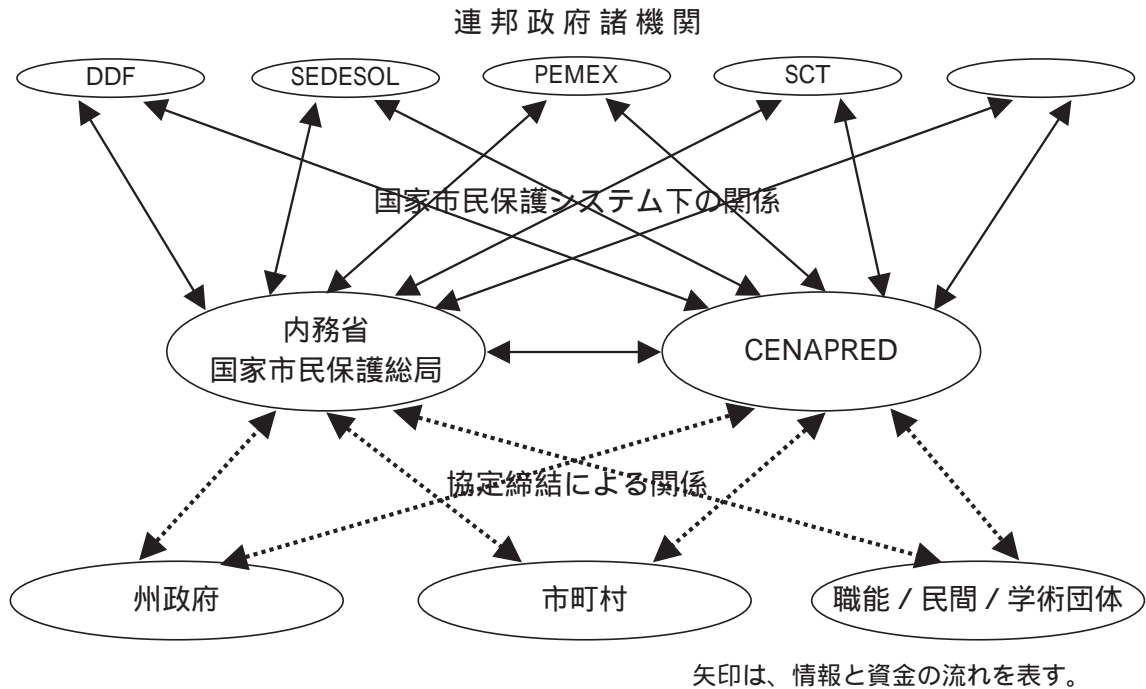 連邦政府諸機関
DDF
SEDESOL
PEMEX
SCT
国家市民保護システム下の関係
内務省
国家市民保護総局
CENAPRED
協定締結による関係
州政府
市町村
職能 / 民間 / 学術団体
矢印は、情報と資金の流れを表す。